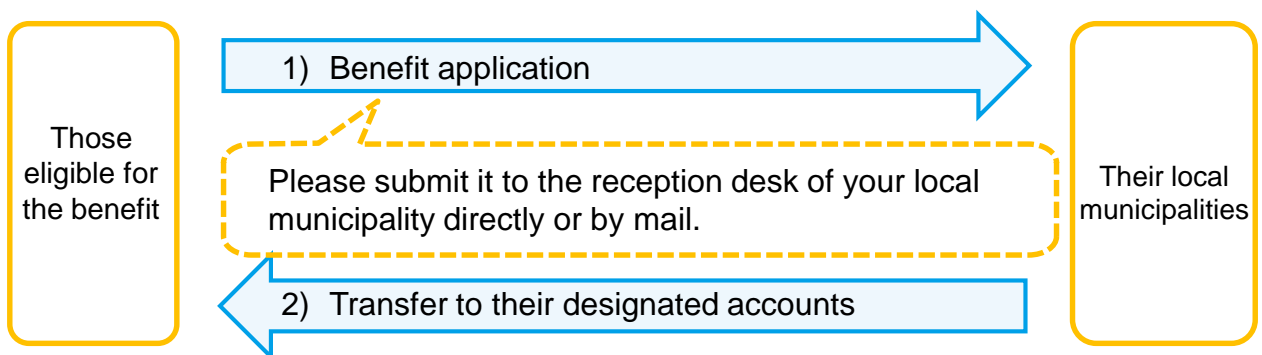 Those
eligible for
the benefit
1) Benefit application
Please submit it to the reception desk of your local
municipality directly or by mail.
2) Transfer to their designated accounts
Their local
municipalities